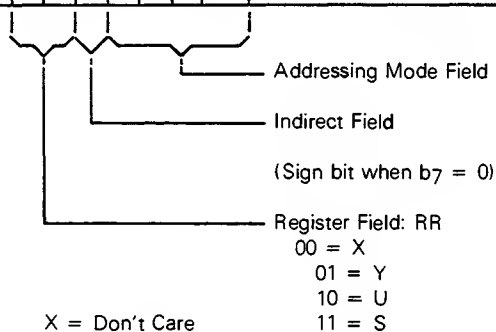 Addressing Mode Field
Indirect Field
(Sign bit when b7 = 0)
Register Field: RR
00 = X
01 = Y
10 = U
X = Don't Care
11 = S